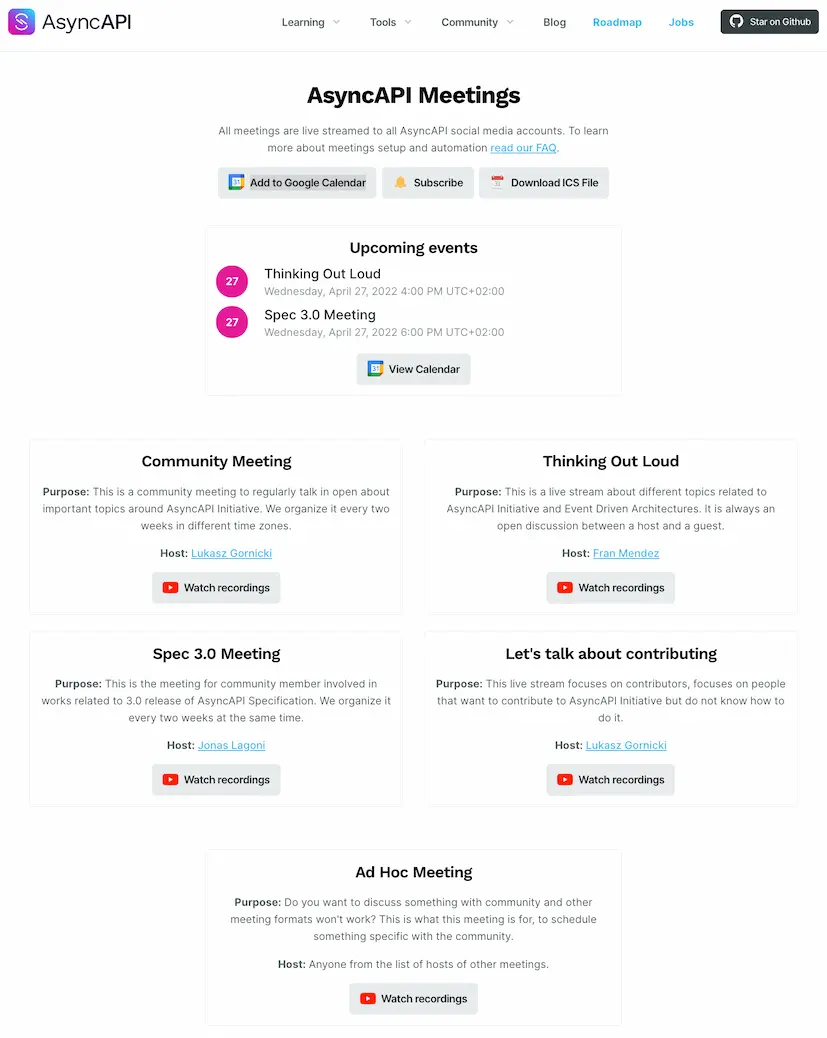 AsyncAPI
Learning
Tools
Community
Blog
Roadmap
Jobs
Star on Github
AsyncAPI Meetings
All meetings are live streamed to all AsyncAPI social media accounts. To learn
more about meetings setup and automation read our FAQ.
31 Add to Google Calendar
Subscribe
Download ICS File
Upcoming events
27
Thinking Out Loud
Wednesday, April 27, 2022 4:00 PM UTC+02:00
27
Spec 3.0 Meeting
Wednesday, April 27, 2022 6:00 PM UTC+02:00
31 View Calendar
Community Meeting
Purpose: This is a community meeting to regularly talk in open about
important topics around AsyncAPI Initiative. We organize it every two
weeks in different time zones.
Host: Lukasz Gornicki
Watch recordings
Thinking Out Loud
Purpose: This is a live stream about different topics related to
AsyncAPI Initiative and Event Driven Architectures. It is always an
open discussion between a host and a guest.
Host: Fran Mendez
Watch recordings
Spec 3.0 Meeting
Purpose: This is the meeting for community member involved in
works related to 3.0 release of AsyncAPI Specification. We organize it
every two weeks at the same time.
Host: Jonas Lagoni
Watch recordings
Let's talk about contributing
Purpose: This live stream focuses on contributors, focuses on people
that want to contribute to AsyncAPI Initiative but do not know how to
do it.
Host: Lukasz Gornicki
Watch recordings
Ad Hoc Meeting
Purpose: Do you want to discuss something with community and other
meeting formats won't work? This is what this meeting is for, to schedule
something specific with the community.
Host: Anyone from the list of hosts of other meetings.
Watch recordings